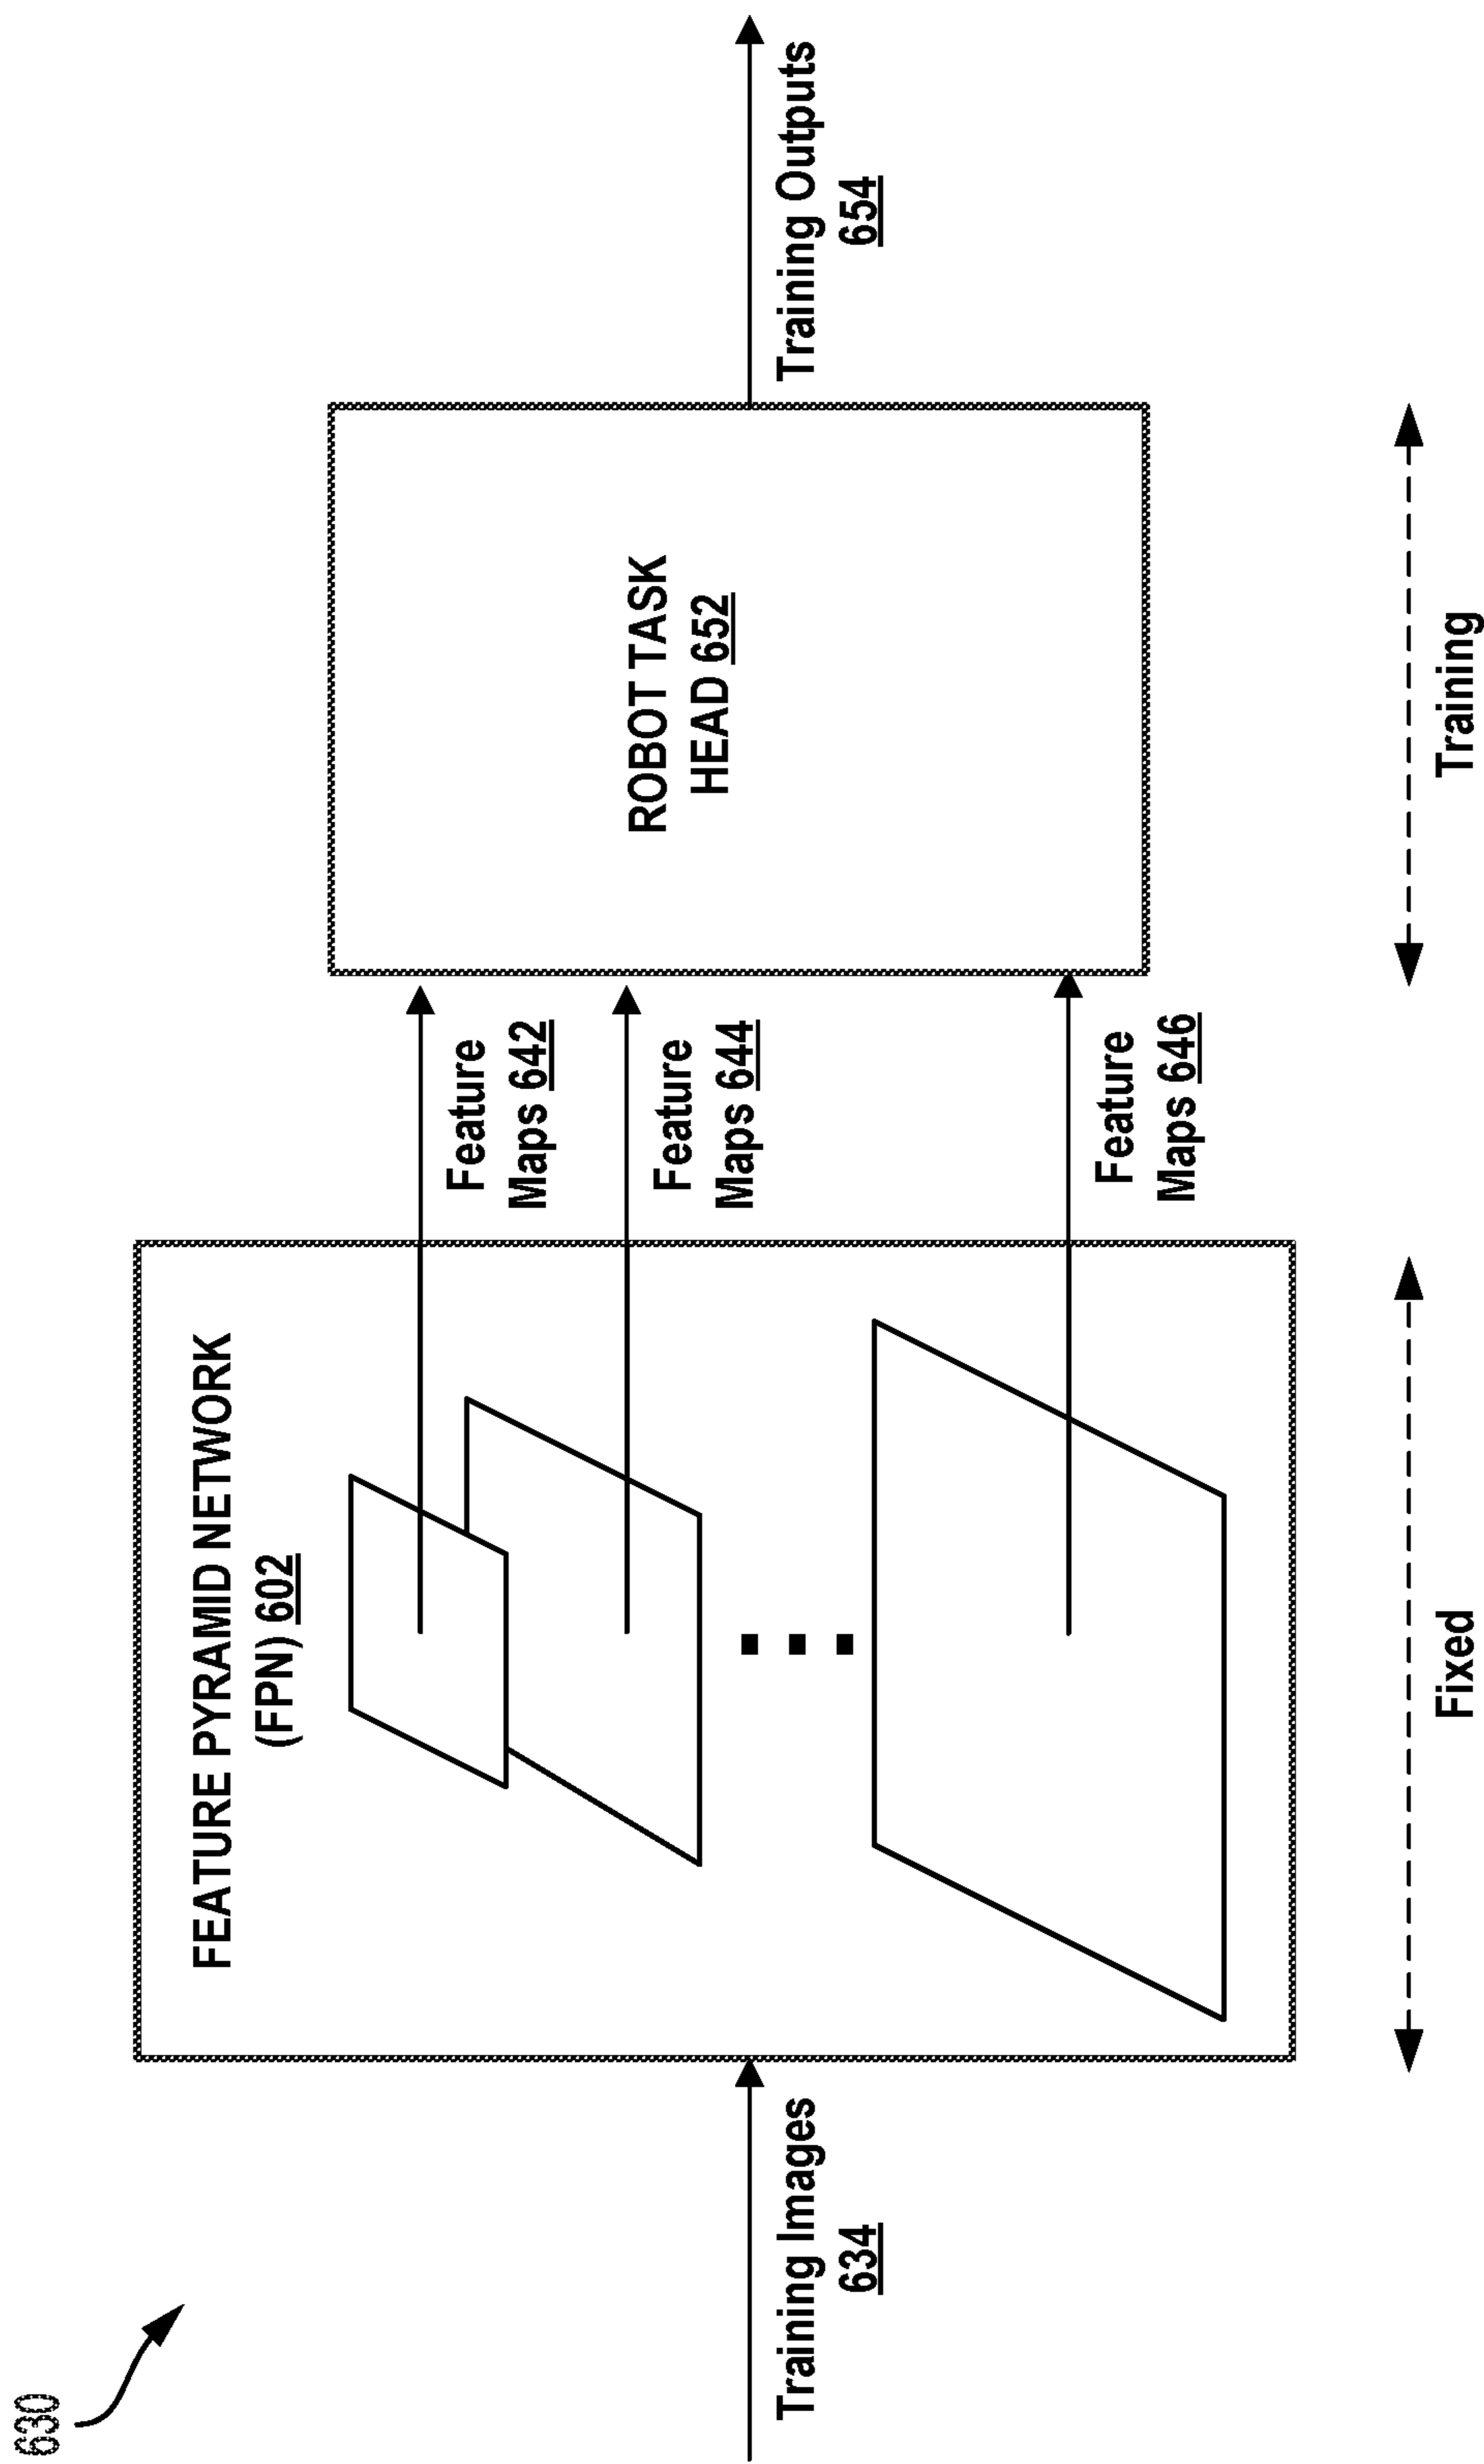 630
FEATURE PYRAMID NETWORK
(FPN) 602
Training Images
634
Feature
Maps 642
Feature
Maps 644
Feature
Maps 646
ROBOT TASK
HEAD 652
Training Outputs
654
Fixed
Training